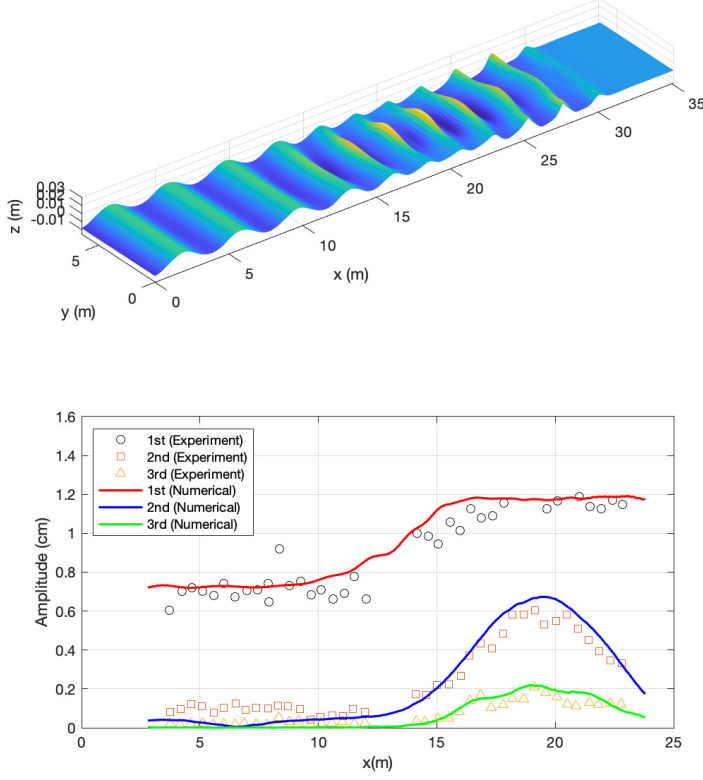 0.03
0.02
0.01
0
-0.01
z (m)
5
0
y (m)
0
5
10
15
20
25
30
35
x (m)
1.6
1.4
1.2
1
0.8
0.6
0.4
0.2
0
Amplitude (cm)
1st (Experiment)
2nd (Experiment)
3rd (Experiment)
1st (Numerical)
2nd (Numerical)
3rd (Numerical)
0 5 10 15 20 25
x(m)